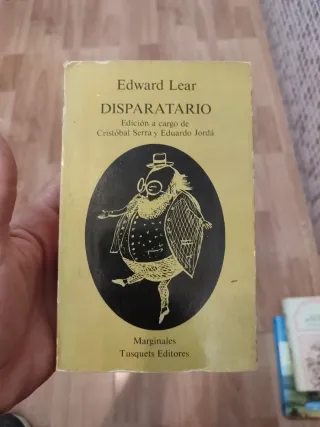 Edward Lear
DISPARATARIO
Edición a cargo de
Cristóbal Serra y Eduardo Jordá
Marginales
Tusquets Editores